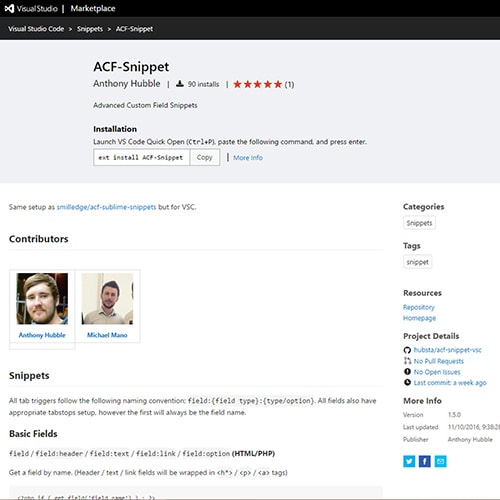 Visual Studio | Marketplace
Visual Studio Code > Snippets > ACF-Snippet
ACF-Snippet
Anthony Hubble | 90 installs | ★★★★★ (1)
Advanced Custom Field Snippets
Installation
Launch VS Code Quick Open (Ctrl+P), paste the following command, and press enter.
ext install ACF-Snippet Copy | More Info
Same setup as smilledge/acf-sublime-snippets but for VSC.
Contributors
Anthony Hubble Michael Mano
Snippets
All tab triggers follow the following naming convention: field:{field type}:{type/option}. All fields also have
appropriate tabstops setup, however the first will always be the field name.
Basic Fields
field / field:header / field:text / field:link / field:option (HTML/PHP)
Get a field by name. (Header / text / link fields will be wrapped in <h*> / <p> / <a> tags)
<?php if ( get_field('field_name') ) : ?>
Categories
Snippets
Tags
snippet
Resources
Repository
Homepage
Project Details
hubsta/acf-snippet-vsc
No Pull Requests
No Open Issues
Last commit: a week ago
More Info
Version 1.5.0
Last updated 11/10/2016, 9:38:28
Publisher Anthony Hubble